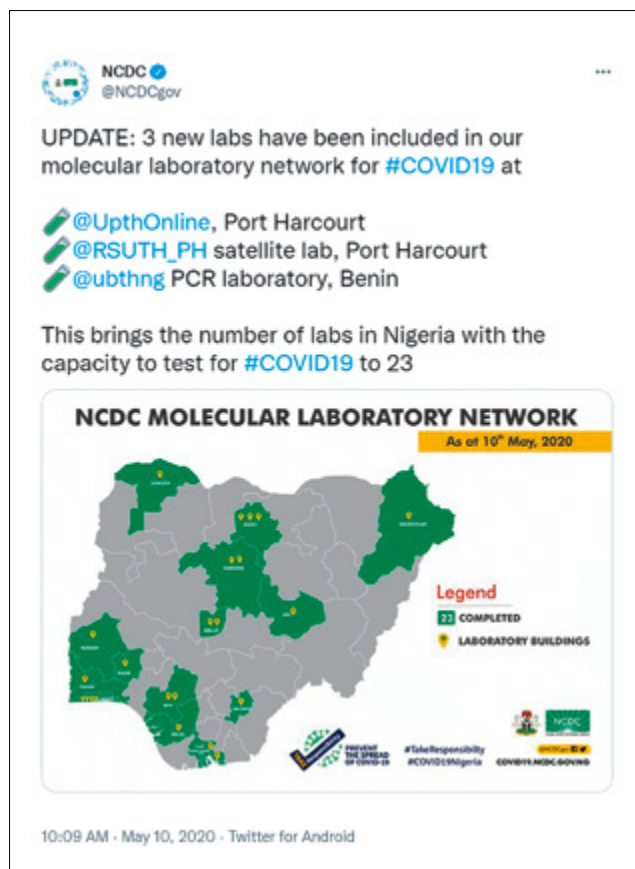 NCDC
@NCDCgov
UPDATE: 3 new labs have been included in our
molecular laboratory network for #COVID19 at
@UpthOnline, Port Harcourt
@RSUTH_PH satellite lab, Port Harcourt
@ubthng PCR laboratory, Benin
This brings the number of labs in Nigeria with the
capacity to test for #COVID19 to 23
NCDC MOLECULAR LABORATORY NETWORK
As at 10th May, 2020
Legend
23 COMPLETED
LABORATORY BUILDINGS
NCDC
PREVENT
THE SPREAD
OF COVID-19
#TakeResponsibility
#COVID19Nigeria
COVID19.NCDC.GOV.NG
10:09 AM · May 10, 2020 · Twitter for Android